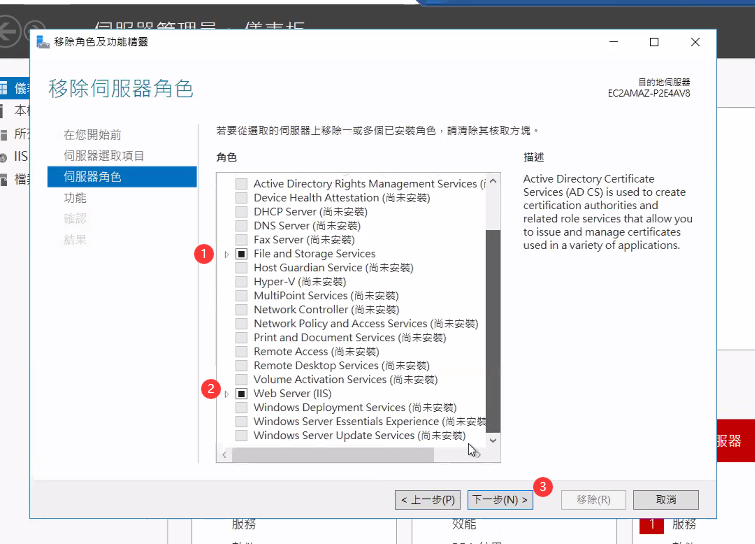 伺服器管理員 · 儀表板
移除角色及功能精靈
移除伺服器角色
目的地伺服器
EC2AMAZ-P2E4AV8
在您開始前
伺服器選取項目
伺服器角色
功能
確認
結果
若要從選取的伺服器上移除一或多個已安裝角色，請清除其核取方塊。
角色
Active Directory Rights Management Services (
Device Health Attestation (尚未安裝)
DHCP Server (尚未安裝)
DNS Server (尚未安裝)
Fax Server (尚未安裝)
1
File and Storage Services
Host Guardian Service (尚未安裝)
Hyper-V (尚未安裝)
MultiPoint Services (尚未安裝)
Network Controller (尚未安裝)
Network Policy and Access Services (尚未安裝)
Print and Document Services (尚未安裝)
Remote Access (尚未安裝)
Remote Desktop Services (尚未安裝)
Volume Activation Services (尚未安裝)
2
Web Server (IIS)
Windows Deployment Services (尚未安裝)
Windows Server Essentials Experience (尚未安裝
Windows Server Update Services (尚未安裝)
描述
Active Directory Certificate
Services (AD CS) is used to create
certification authorities and
related role services that allow you
to issue and manage certificates
used in a variety of applications.
3
< 上一步(P)
下一步(N) >
移除(R)
取消
IIS
服器
服務
效能
1
服務